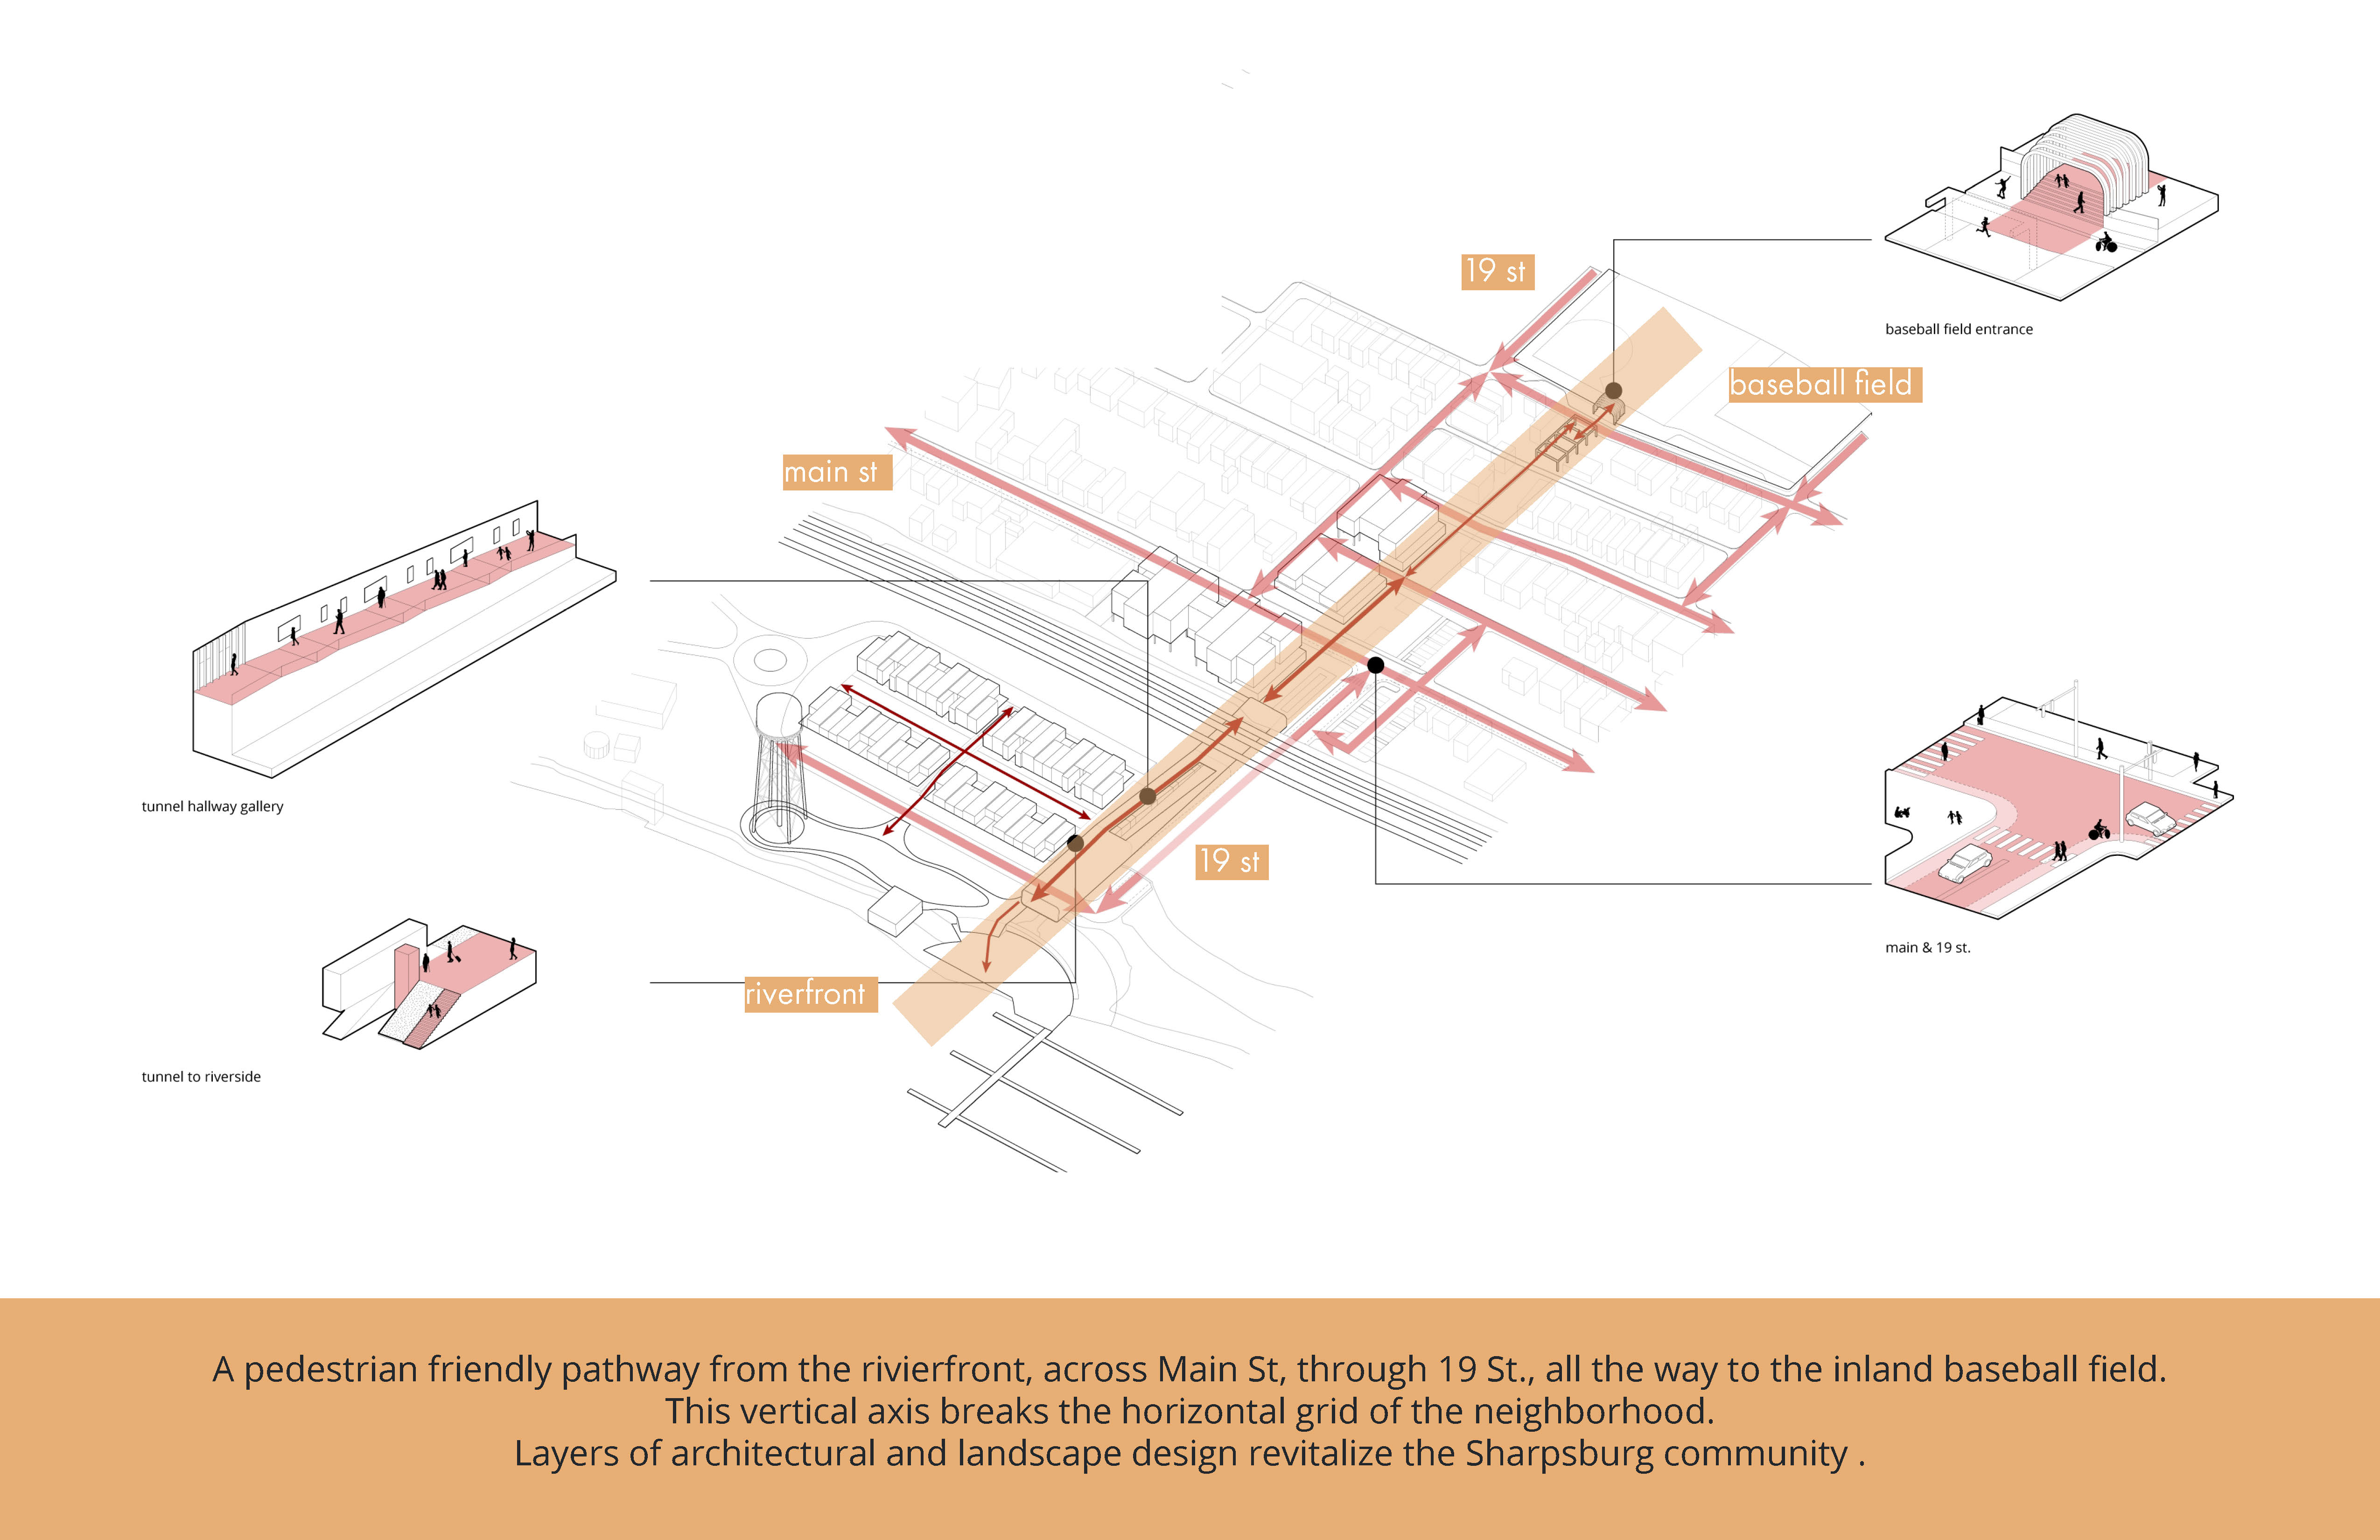 19 st
baseball field entrance
baseball field
main st
tunnel hallway gallery
19 st
main & 19 st.
riverfront
tunnel to riverside
A pedestrian friendly pathway from the rivierfront, across Main St, through 19 St., all the way to the inland baseball field.
This vertical axis breaks the horizontal grid of the neighborhood.
Layers of architectural and landscape design revitalize the Sharpsburg community .